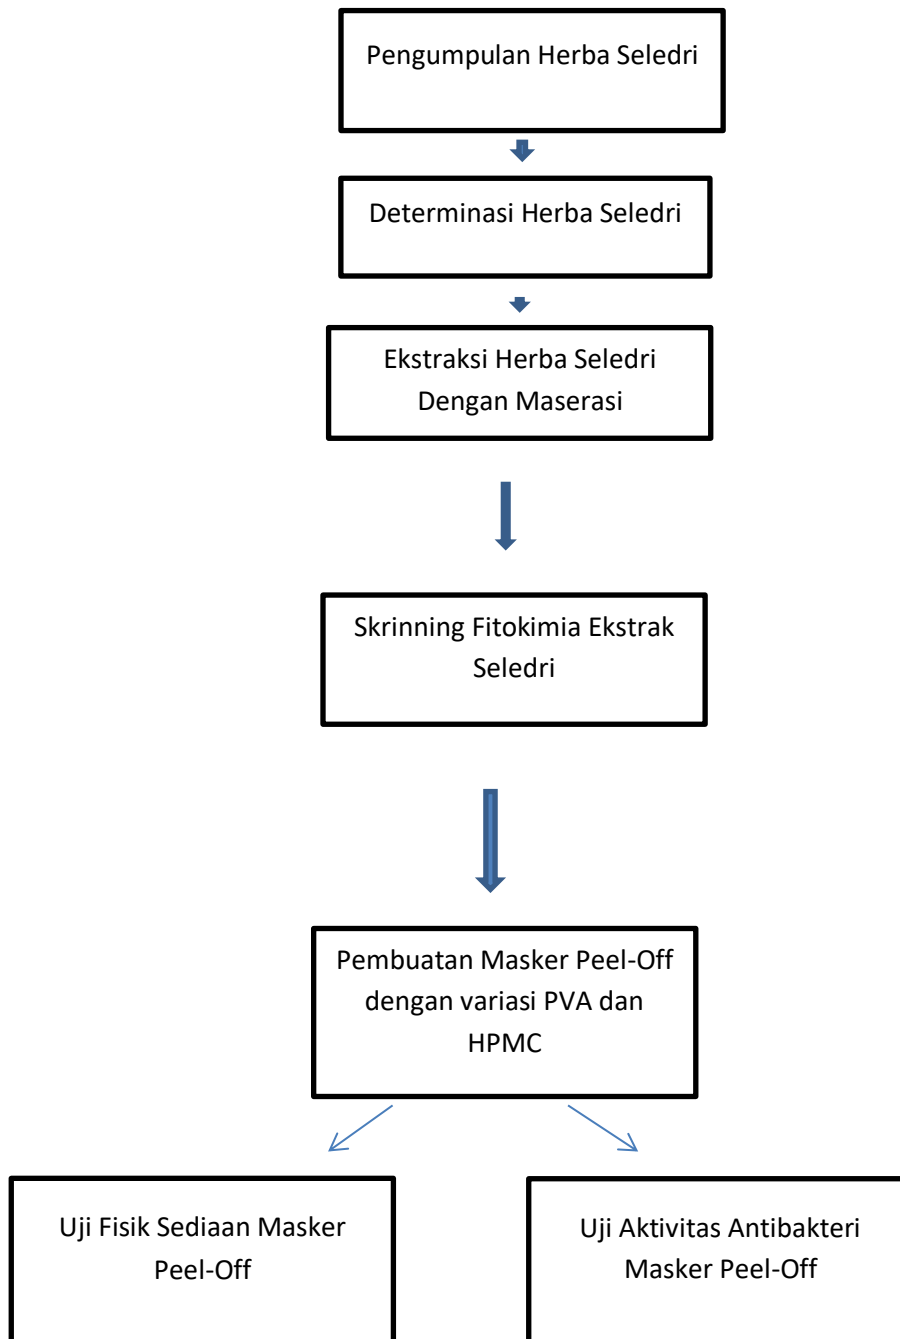 Pengumpulan Herba Seledri
Determinasi Herba Seledri
Ekstraksi Herba Seledri
Dengan Maserasi
Skrinning Fitokimia Ekstrak
Seledri
Pembuatan Masker Peel-Off
dengan variasi PVA dan
HPMC
Uji Fisik Sediaan Masker
Peel-Off
Uji Aktivitas Antibakteri
Masker Peel-Off